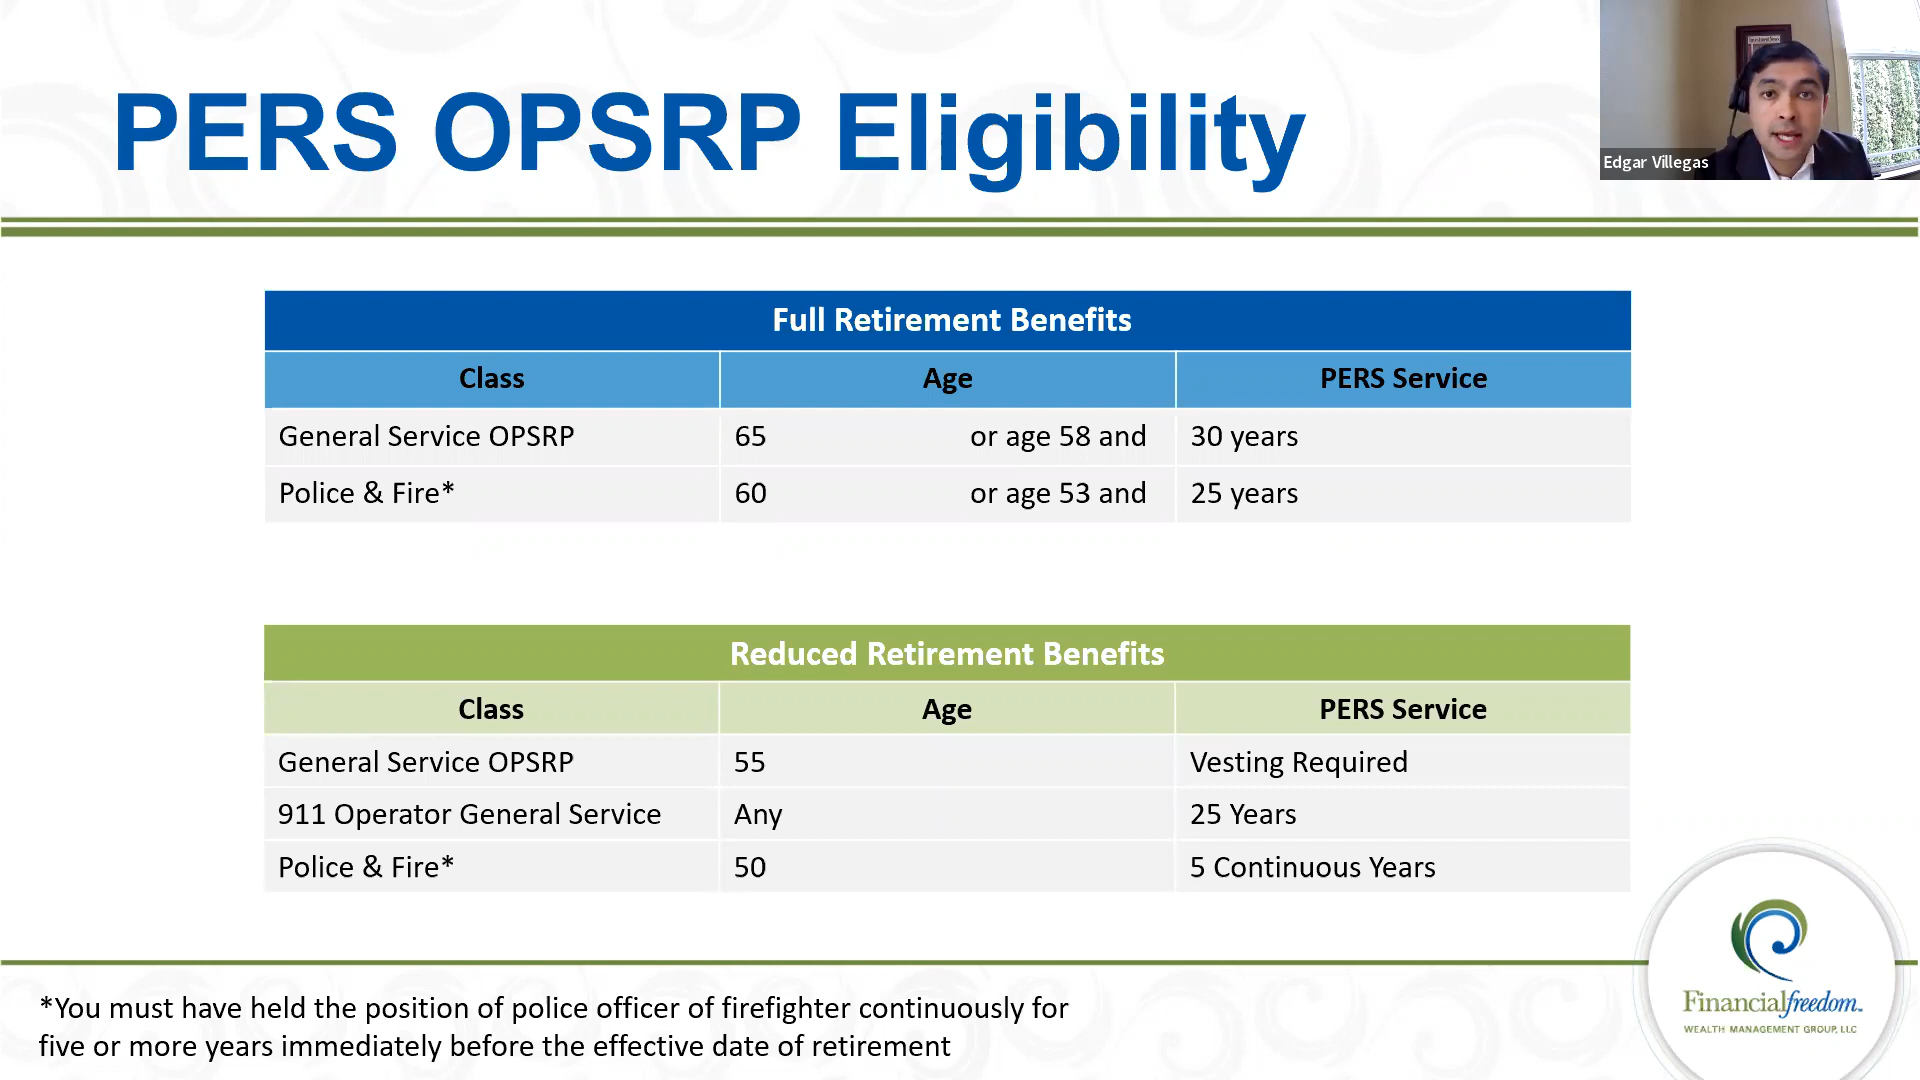 PERS OPSRP Eligibility
Edgar Villegas
Full Retirement Benefits
Class Age PERS Service
General Service OPSRP 65 or age 58 and 30 years
Police & Fire* 60 or age 53 and 25 years
Reduced Retirement Benefits
Class Age PERS Service
General Service OPSRP 55 Vesting Required
911 Operator General Service Any 25 Years
Police & Fire* 50 5 Continuous Years
*You must have held the position of police officer of firefighter continuously for
five or more years immediately before the effective date of retirement
Financialfreedom™
WEALTH MANAGEMENT GROUP, LLC